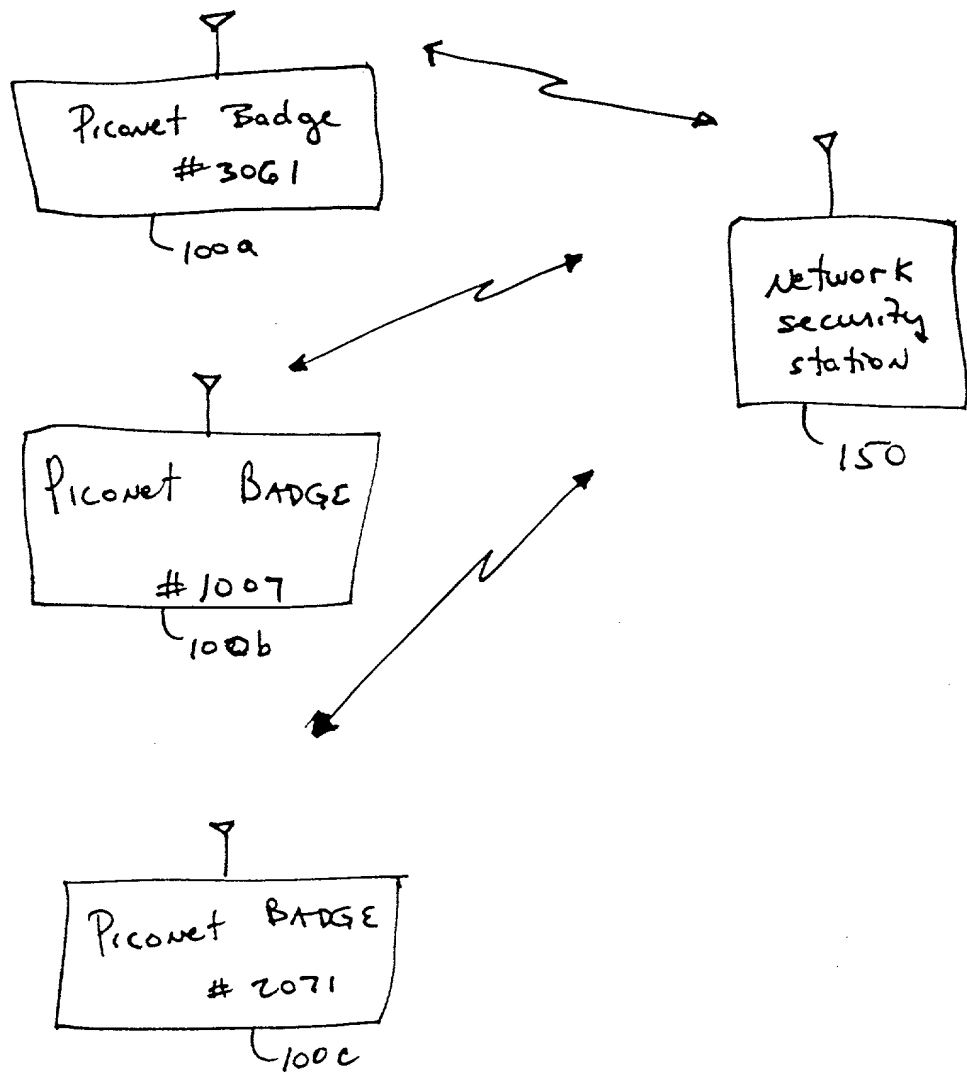 Piconet Badge
#3061
100a
Network
security
station
150
Piconet BADGE
#1007
100b
Piconet BADGE
# 2071
100c